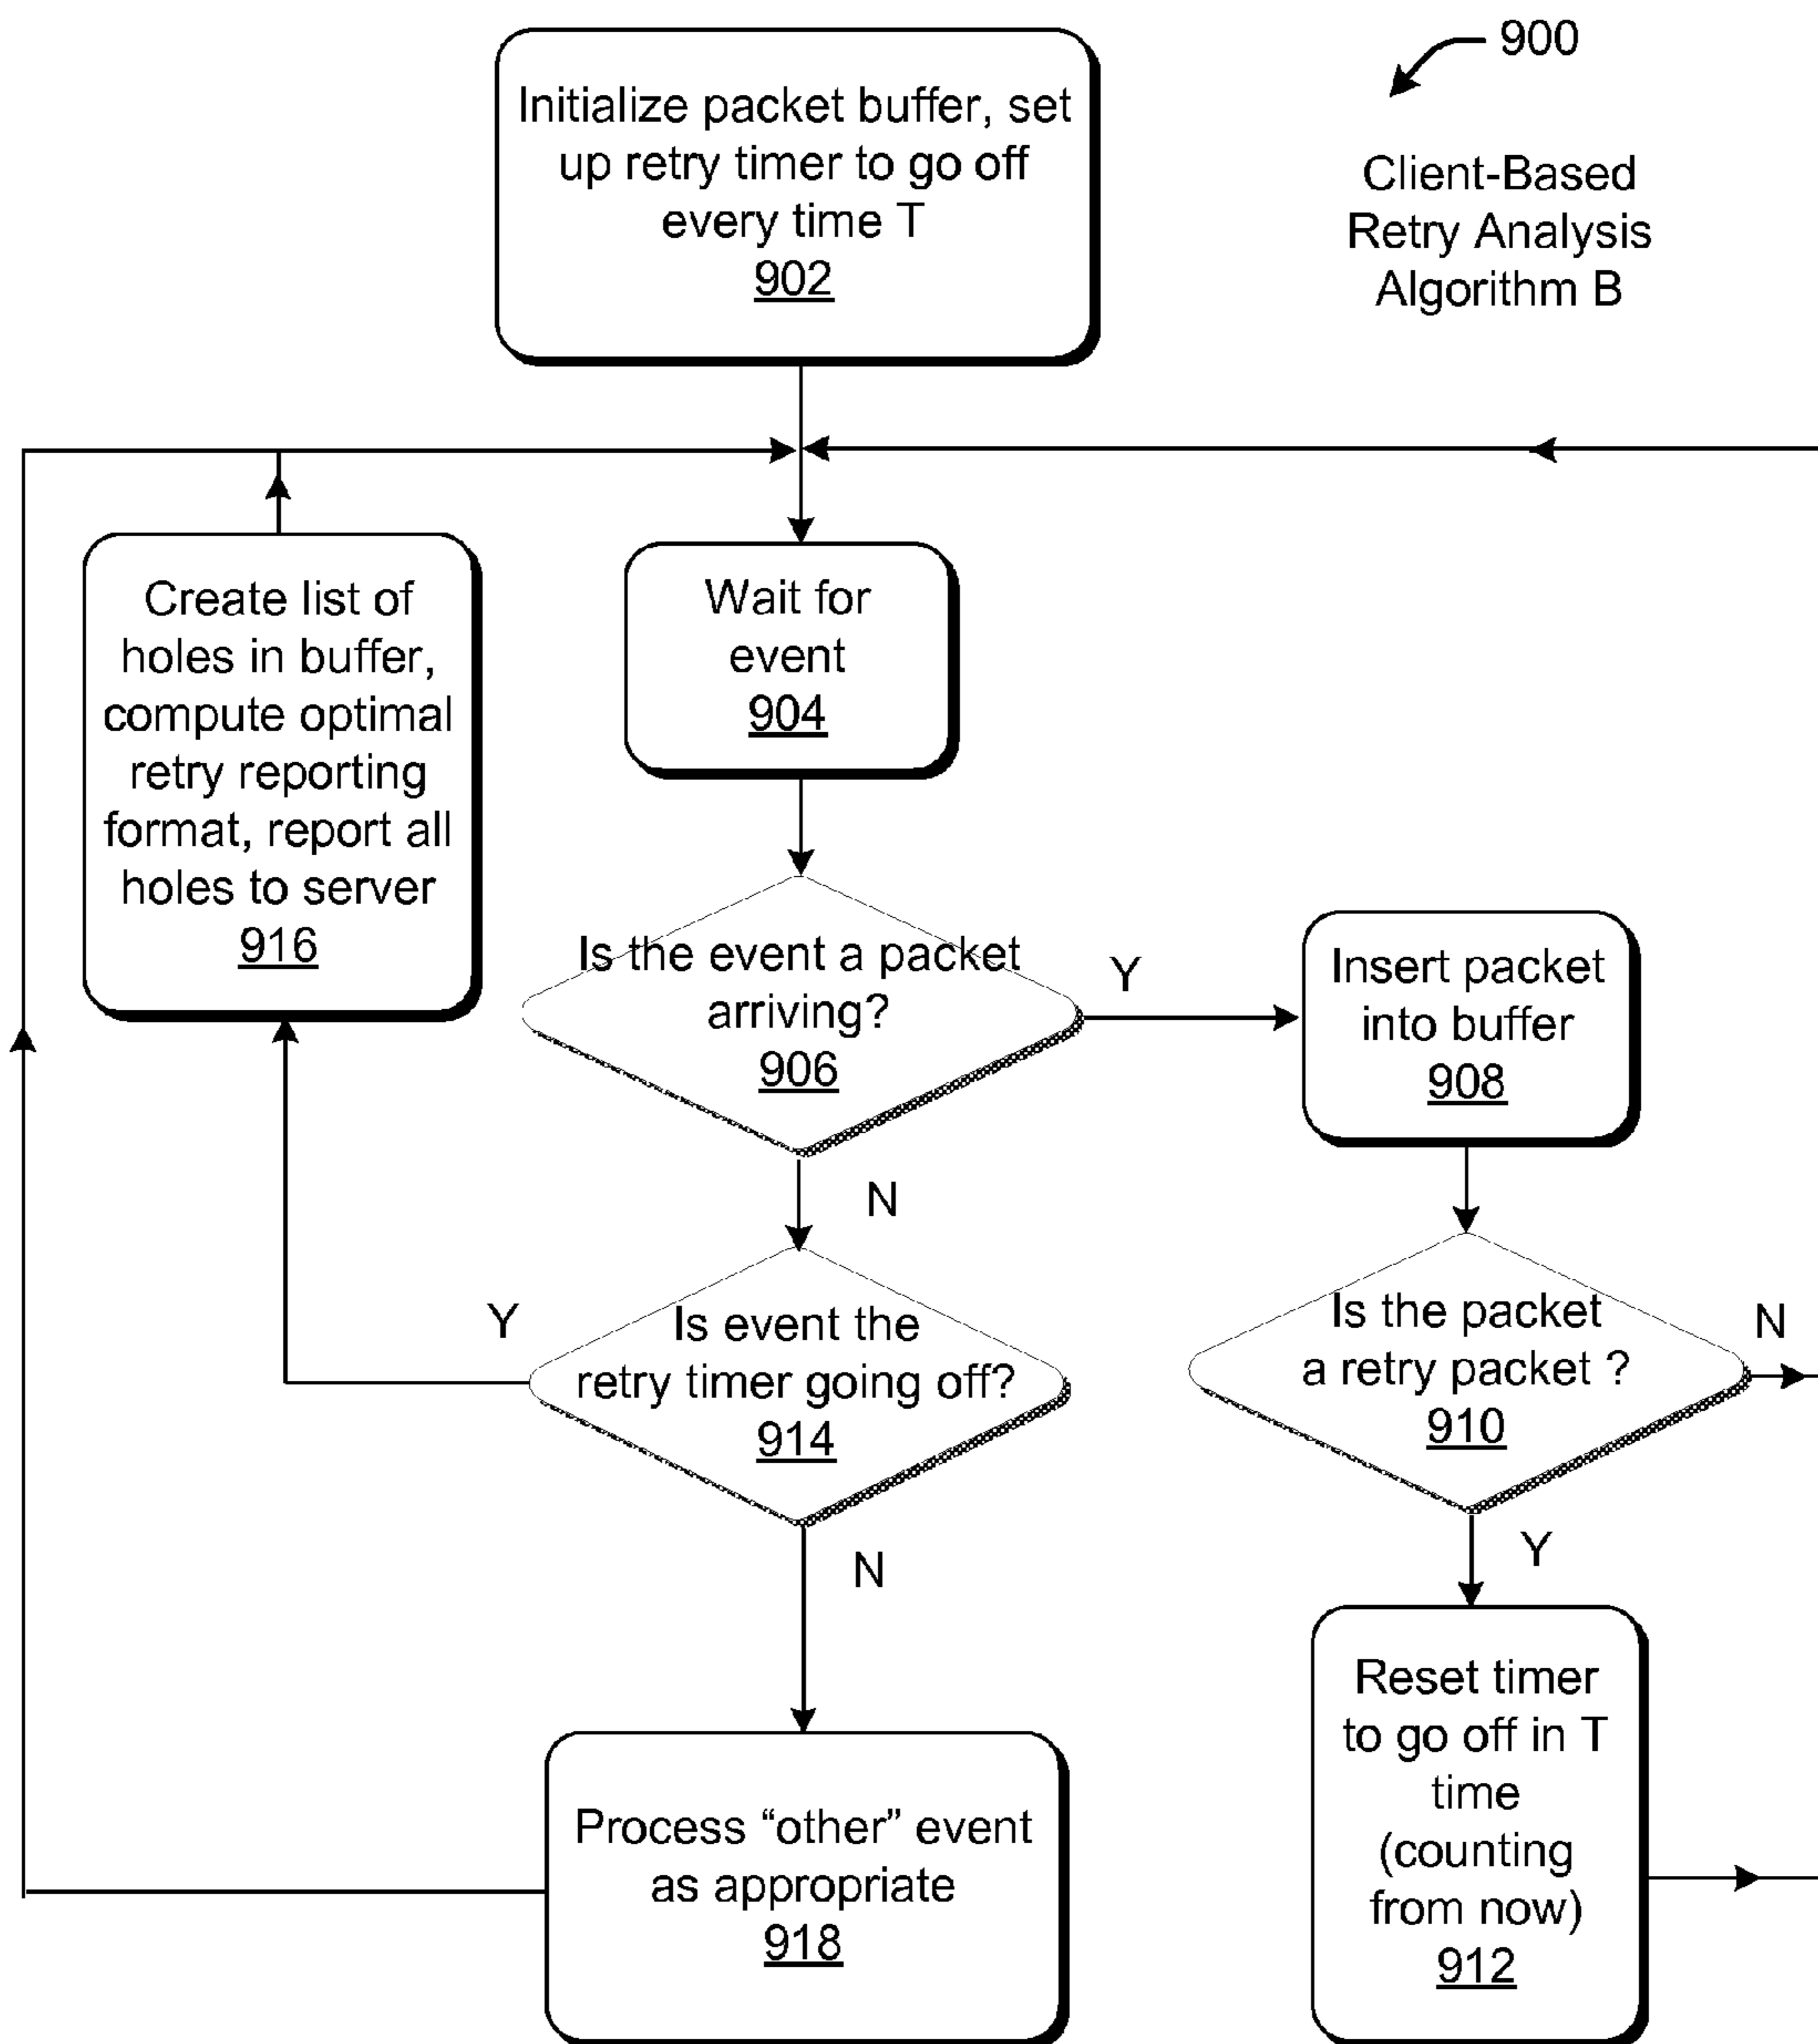 900
Client-Based
Retry Analysis
Algorithm B
Initialize packet buffer, set
up retry timer to go off
every time T
902
Create list of
holes in buffer,
compute optimal
retry reporting
format, report all
holes to server
916
Wait for
event
904
Is the event a packet
arriving?
906
Y
N
Insert packet
into buffer
908
Is the packet
a retry packet ?
910
N
Y
Is event the
retry timer going off?
914
Y
N
Reset timer
to go off in T
time
(counting
from now)
912
Process “other” event
as appropriate
918